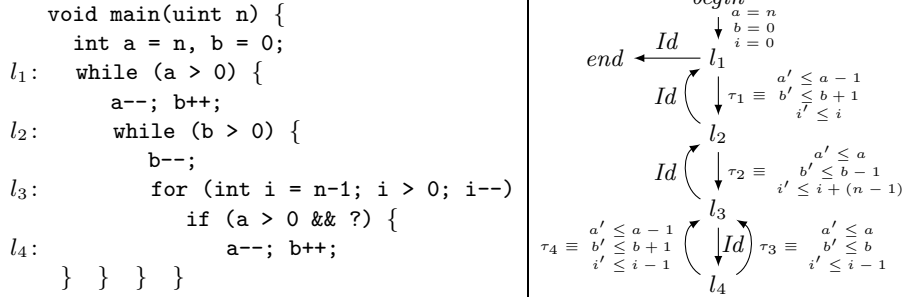 void main(uint n) {
int a = n, b = 0;
l1: while (a > 0) {
a--; b++;
l2: while (b > 0) {
b--;
l3: for (int i = n-1; i > 0; i--)
if (a > 0 && ?) {
l4: a--; b++;
} } } }
begin
a = n
b = 0
i = 0
end Id l1
Id τ1 ≡ a′ ≤ a − 1
b′ ≤ b + 1
i′ ≤ i
l2
Id τ2 ≡ a′ ≤ a
b′ ≤ b − 1
i′ ≤ i + (n − 1)
l3
τ4 ≡ a′ ≤ a − 1
b′ ≤ b + 1
i′ ≤ i − 1
Id
τ3 ≡ a′ ≤ a
b′ ≤ b
i′ ≤ i − 1
l4